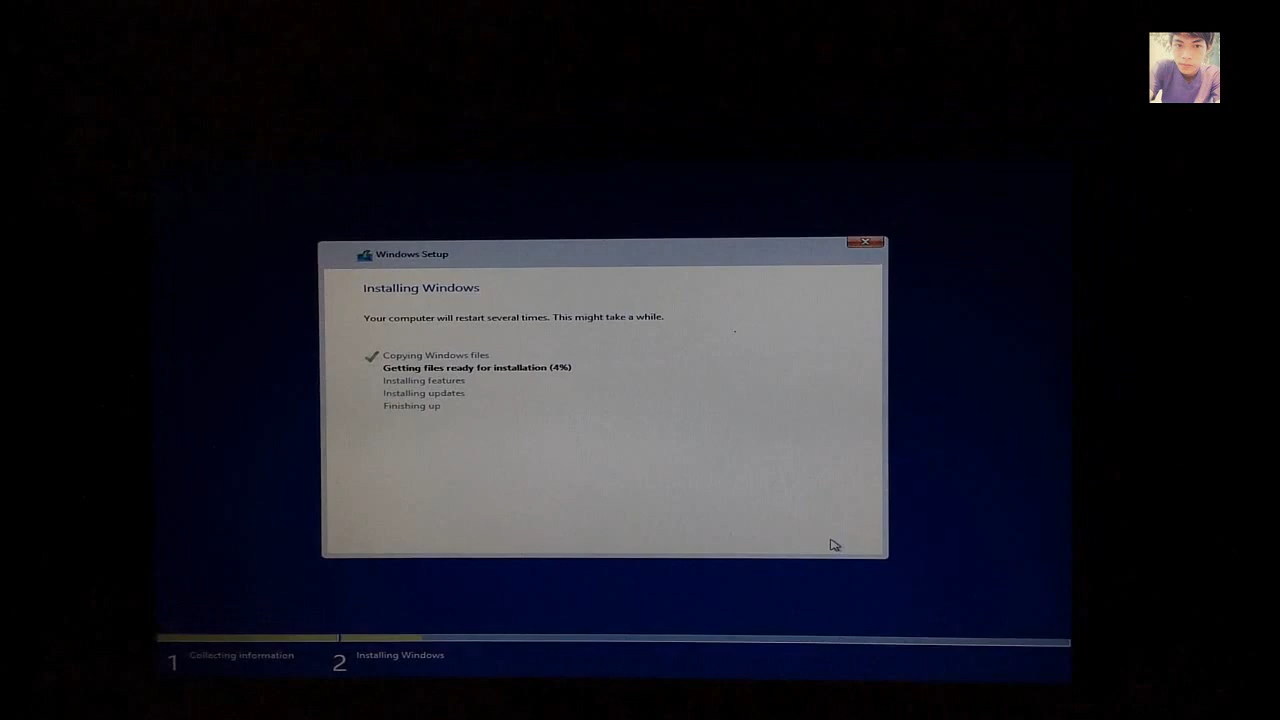 Windows Setup
Installing Windows
Your computer will restart several times. This might take a while.
Copying Windows files
Getting files ready for installation (4%)
Installing features
Installing updates
Finishing up
1 Collecting information
2 Installing Windows